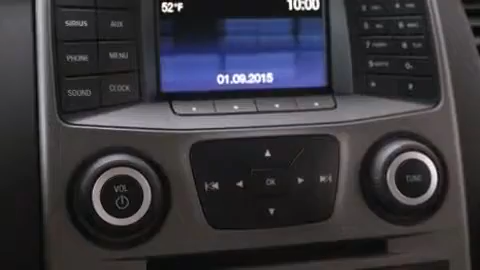 52°F 10:00
SIRIUS AUX
PHONE MENU
SOUND CLOCK
01.09.2015
VOL
OK
TUNE